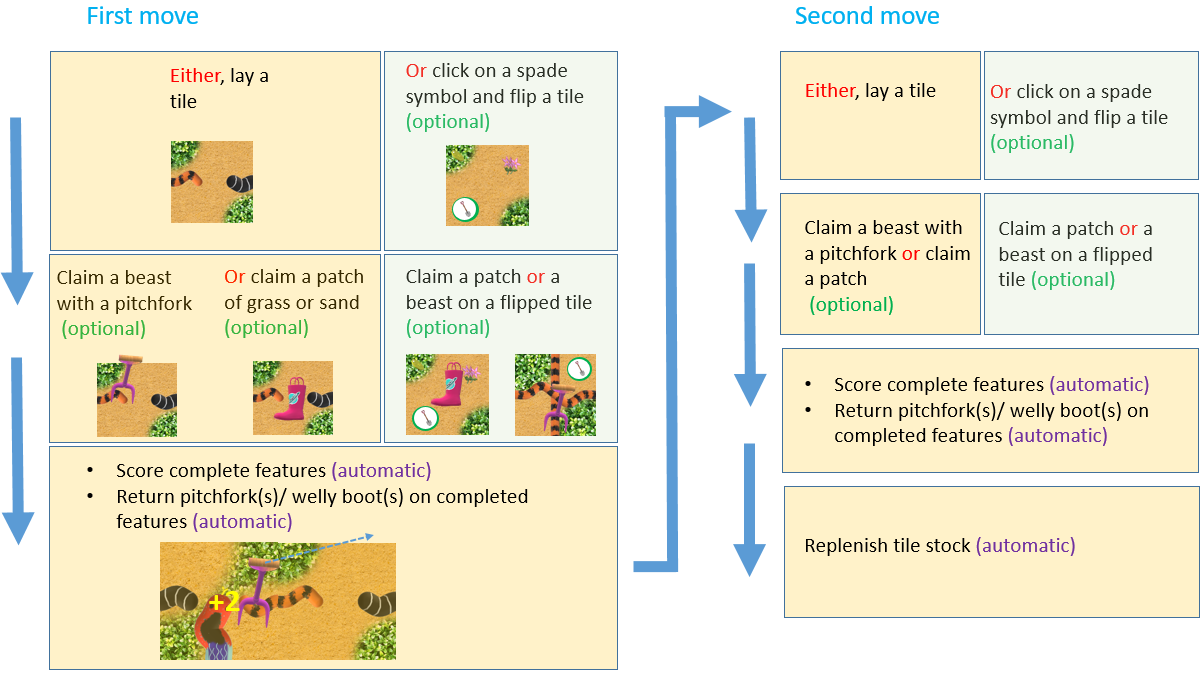 First move
Either, lay a
tile
Or click on a spade
symbol and flip a tile
(optional)
Claim a beast
with a pitchfork
(optional)
Or claim a patch
of grass or sand
(optional)
Claim a patch or a
beast on a flipped tile
(optional)
• Score complete features (automatic)
• Return pitchfork(s)/ welly boot(s) on completed
features (automatic)
+2
Second move
Either, lay a tile
Or click on a spade
symbol and flip a tile
(optional)
Claim a beast with
a pitchfork or claim
a patch
(optional)
Claim a patch or a
beast on a flipped
tile (optional)
• Score complete features (automatic)
• Return pitchfork(s)/ welly boot(s) on
completed features (automatic)
Replenish tile stock (automatic)